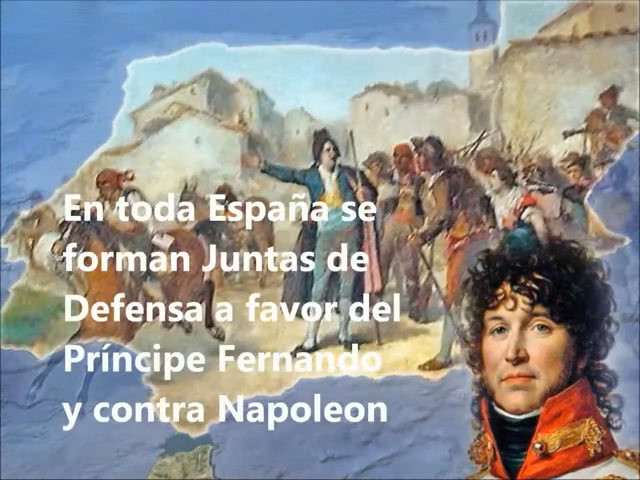 En toda España se
forman Juntas de
Defensa a favor del
Príncipe Fernando
y contra Napoleon